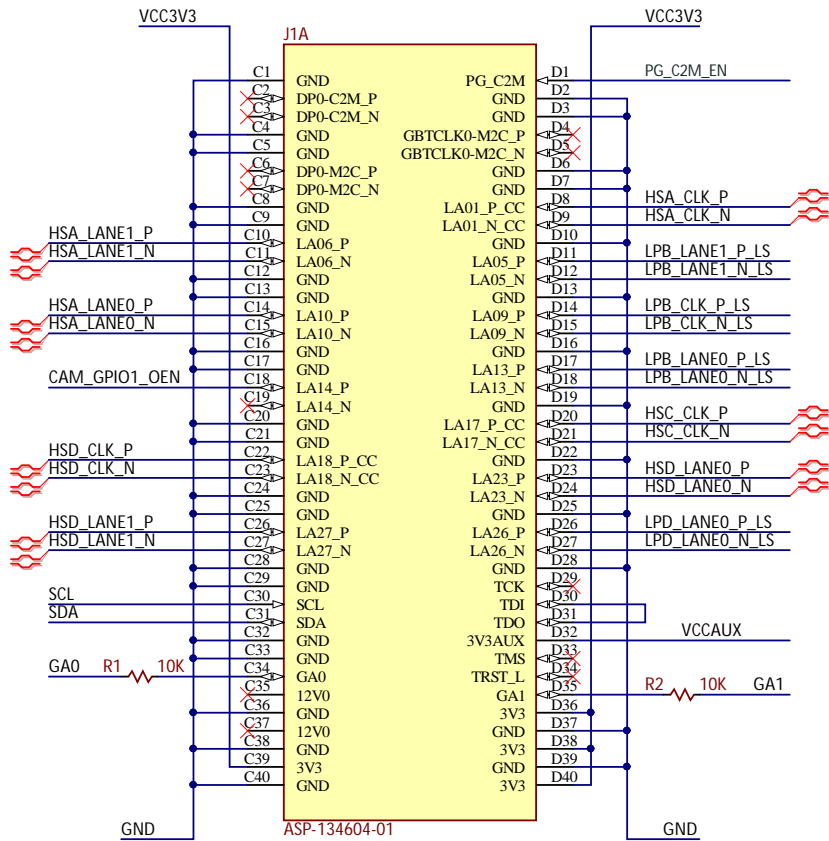 VCC3V3 VCC3V3
J1A
C1 GND PG_C2M D1 PG_C2M_EN
C2 DP0-C2M_P GND D2
C3 DP0-C2M_N GND D3
C4 GND GBTCLK0-M2C_P D4
C5 GND GBTCLK0-M2C_N D5
C6 DP0-M2C_P GND D6
C7 DP0-M2C_N GND D7
C8 GND LA01_P_CC D8 HSA_CLK_P
C9 GND LA01_N_CC D9 HSA_CLK_N
HSA_LANE1_P C10 LA06_P GND D10
HSA_LANE1_N C11 LA06_N LA05_P D11 LPB_LANE1_P_LS
C12 GND LA05_N D12 LPB_LANE1_N_LS
C13 GND GND D13
HSA_LANE0_P C14 LA10_P LA09_P D14 LPB_CLK_P_LS
HSA_LANE0_N C15 LA10_N LA09_N D15 LPB_CLK_N_LS
C16 GND GND D16
C17 GND LA13_P D17 LPB_LANE0_P_LS
CAM_GPIO1_OEN C18 LA14_P LA13_N D18 LPB_LANE0_N_LS
C19 LA14_N GND D19
C20 GND LA17_P_CC D20 HSC_CLK_P
C21 GND LA17_N_CC D21 HSC_CLK_N
HSD_CLK_P C22 LA18_P_CC GND D22
HSD_CLK_N C23 LA18_N_CC LA23_P D23 HSD_LANE0_P
C24 GND LA23_N D24 HSD_LANE0_N
C25 GND GND D25
HSD_LANE1_P C26 LA27_P LA26_P D26 LPD_LANE0_P_LS
HSD_LANE1_N C27 LA27_N LA26_N D27 LPD_LANE0_N_LS
C28 GND GND D28
C29 GND TCK D29
SCL C30 SCL TDI D30
SDA C31 SDA TDO D31
C32 GND 3V3AUX D32 VCCAUX
C33 GND TMS D33
GA0 R1 10K C34 GA0 TRST_L D34
C35 12V0 GA1 D35 R2 10K GA1
C36 GND 3V3 D36
C37 12V0 GND D37
C38 GND 3V3 D38
C39 3V3 GND D39
C40 GND 3V3 D40
GND ASP-134604-01 GND